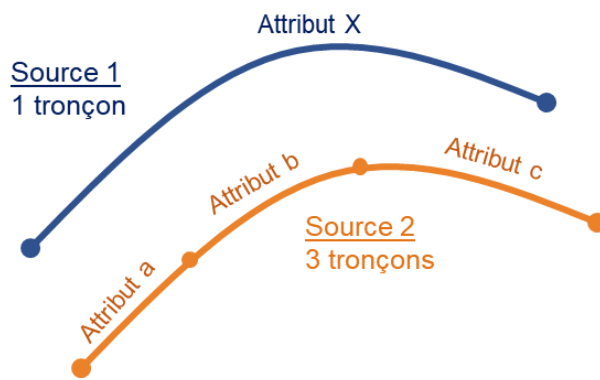 Attribut X
Source 1
1 tronçon
Attribut b
Attribut c
Source 2
3 tronçons
Attribut a